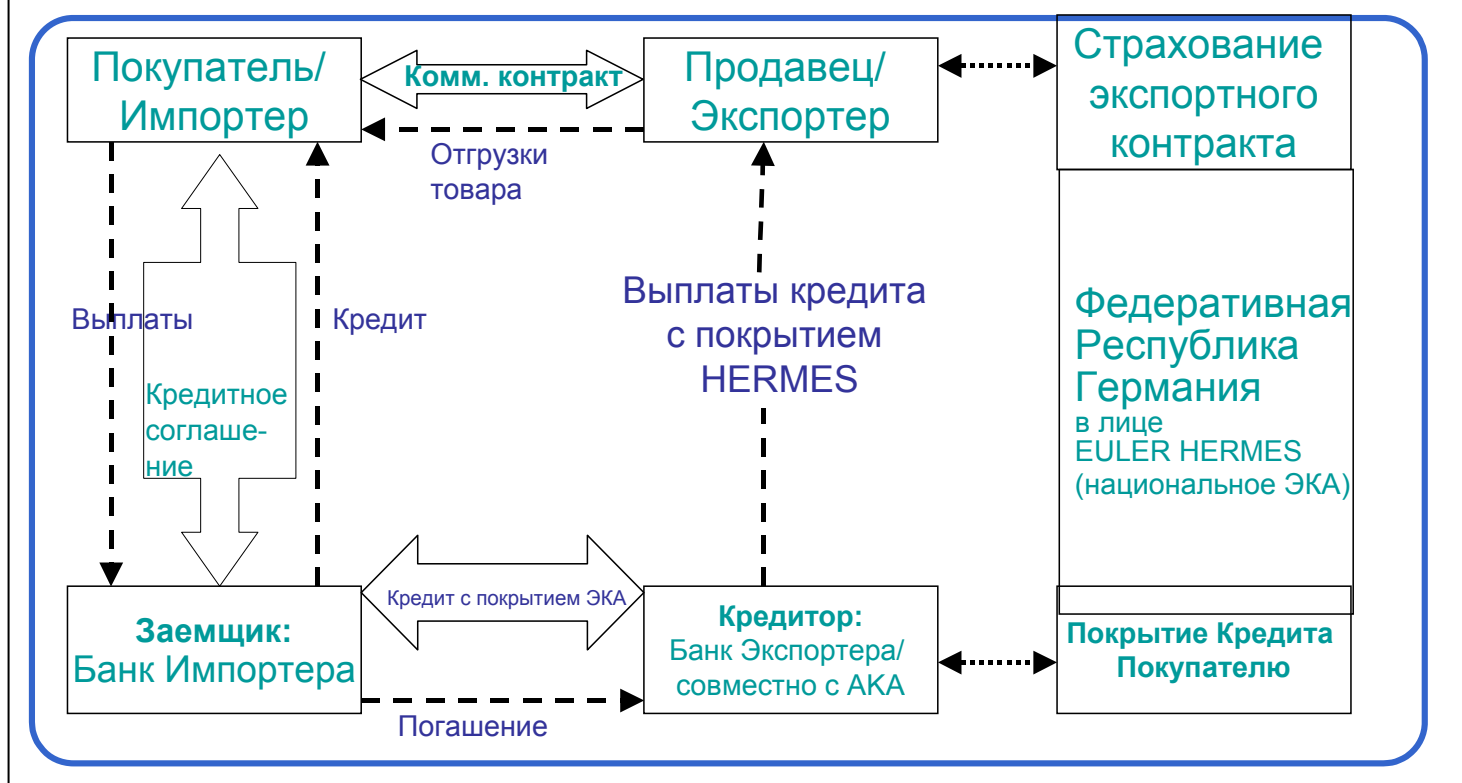 Покупатель/
Импортер
Комм. контракт
Продавец/
Экспортер
Страхование
экспортного
контракта
Отгрузки
товара
Выплаты
Кредит
Кредитное
соглаше-
ние
Выплаты кредита
с покрытием
HERMES
Федеративная
Республика
Германия
в лице
EULER HERMES
(национальное ЭКА)
Заемщик:
Банк Импортера
Кредит с покрытием ЭКА
Кредитор:
Банк Экспортера/
совместно с АКА
Покрытие Кредита
Покупателю
Погашение